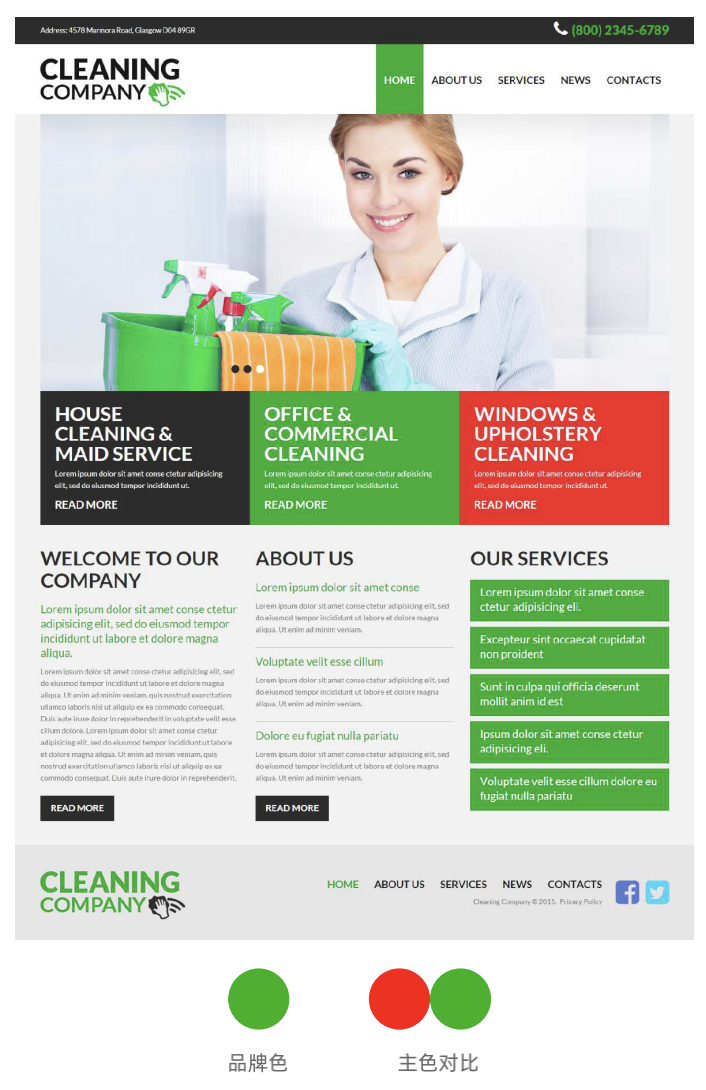 Address: 4578 Marmora Road, Glasgow D04 89GR
(800) 2345-6789
CLEANING
COMPANY
HOME ABOUT US SERVICES NEWS CONTACTS
HOUSE
CLEANING &
MAID SERVICE
Lorem ipsum dolor sit amet conse ctetur adipisicing
elit, sed do eiusmod tempor incididunt ut.
READ MORE
OFFICE &
COMMERCIAL
CLEANING
Lorem ipsum dolor sit amet conse ctetur adipisicing
elit, sed do eiusmod tempor incididunt ut.
READ MORE
WINDOWS &
UPHOLSTERY
CLEANING
Lorem ipsum dolor sit amet conse ctetur adipisicing
elit, sed do eiusmod tempor incididunt ut.
READ MORE
WELCOME TO OUR
COMPANY
Lorem ipsum dolor sit amet conse ctetur
adipisicing elit, sed do eiusmod tempor
incididunt ut labore et dolore magna
aliqua.
Lorem ipsum dolor sit amet conse ctetur adipisicing elit, sed
do eiusmod tempor incididunt ut labore et dolore magna
aliqua. Ut enim ad minim veniam, quis nostrud exercitation
ullamco laboris nisi ut aliquip ex ea commodo consequat.
Duis aute irure dolor in reprehenderit in voluptate velit esse
cillum dolore. Lorem ipsum dolor sit amet conse ctetur
adipisicing elit, sed do eiusmod tempor incididunt ut labore
et dolore magna aliqua. Ut enim ad minim veniam, quis
nostrud exercitation ullamco laboris nisi ut aliquip ex ea
commodo consequat. Duis aute irure dolor in reprehenderit.
READ MORE
ABOUT US
Lorem ipsum dolor sit amet conse
Lorem ipsum dolor sit amet conse ctetur adipisicing elit, sed
do eiusmod tempor incididunt ut labore et dolore magna
aliqua. Ut enim ad minim veniam.
Voluptate velit esse cillum
Lorem ipsum dolor sit amet conse ctetur adipisicing elit, sed
do eiusmod tempor incididunt ut labore et dolore magna
aliqua. Ut enim ad minim veniam.
Dolore eu fugiat nulla pariatu
Lorem ipsum dolor sit amet conse ctetur adipisicing elit, sed
do eiusmod tempor incididunt ut labore et dolore magna
aliqua. Ut enim ad minim veniam.
READ MORE
OUR SERVICES
Lorem ipsum dolor sit amet conse
ctetur adipisicing eli.
Excepteur sint occaecat cupidatat
non proident
Sunt in culpa qui officia deserunt
mollit anim id est
Ipsum dolor sit amet conse ctetur
adipisicing eli.
Voluptate velit esse cillum dolore eu
fugiat nulla pariatu
CLEANING
COMPANY
HOME ABOUT US SERVICES NEWS CONTACTS
Cleaning Company © 2015. Privacy Policy
品牌色
主色对比